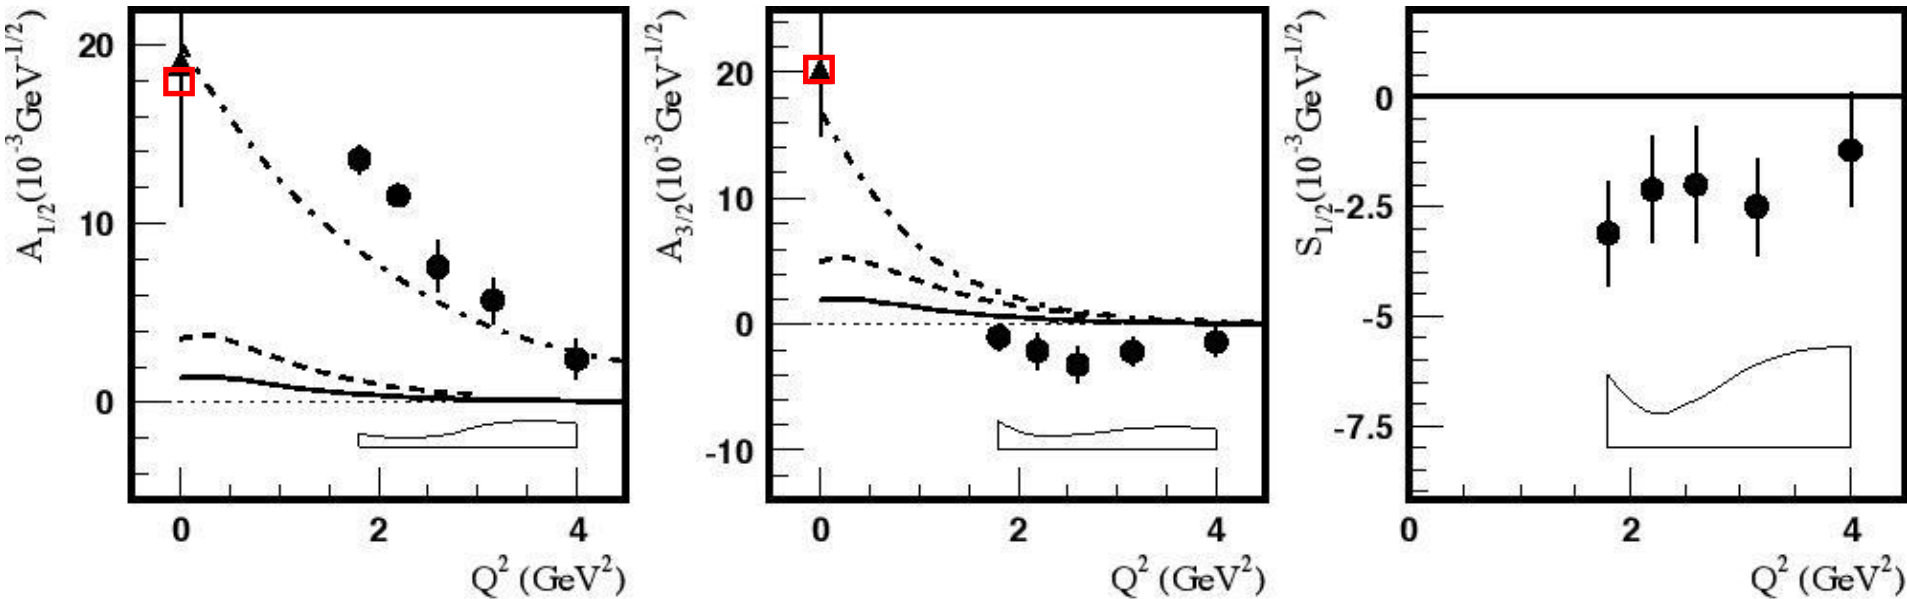 A1/2(10-3GeV-1/2)
20
10
0
0 2 4
Q2 (GeV2)
A3/2(10-3GeV-1/2)
20
10
0
-10
0 2 4
Q2 (GeV2)
S1/2(10-3GeV-1/2)
0
-2.5
-5
-7.5
0 2 4
Q2 (GeV2)